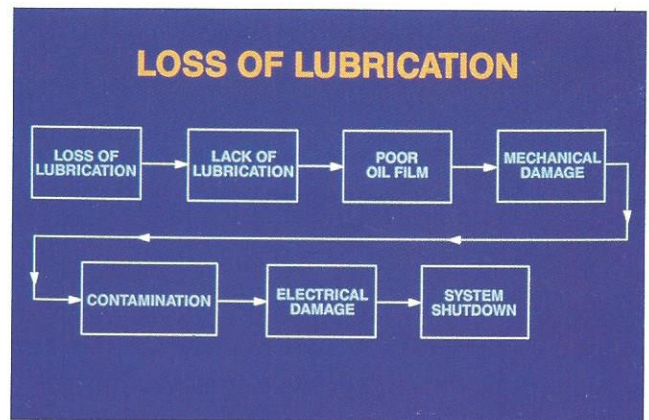 LOSS OF LUBRICATION
LOSS OF
LUBRICATION
LACK OF
LUBRICATION
POOR
OIL FILM
MECHANICAL
DAMAGE
CONTAMINATION
ELECTRICAL
DAMAGE
SYSTEM
SHUTDOWN